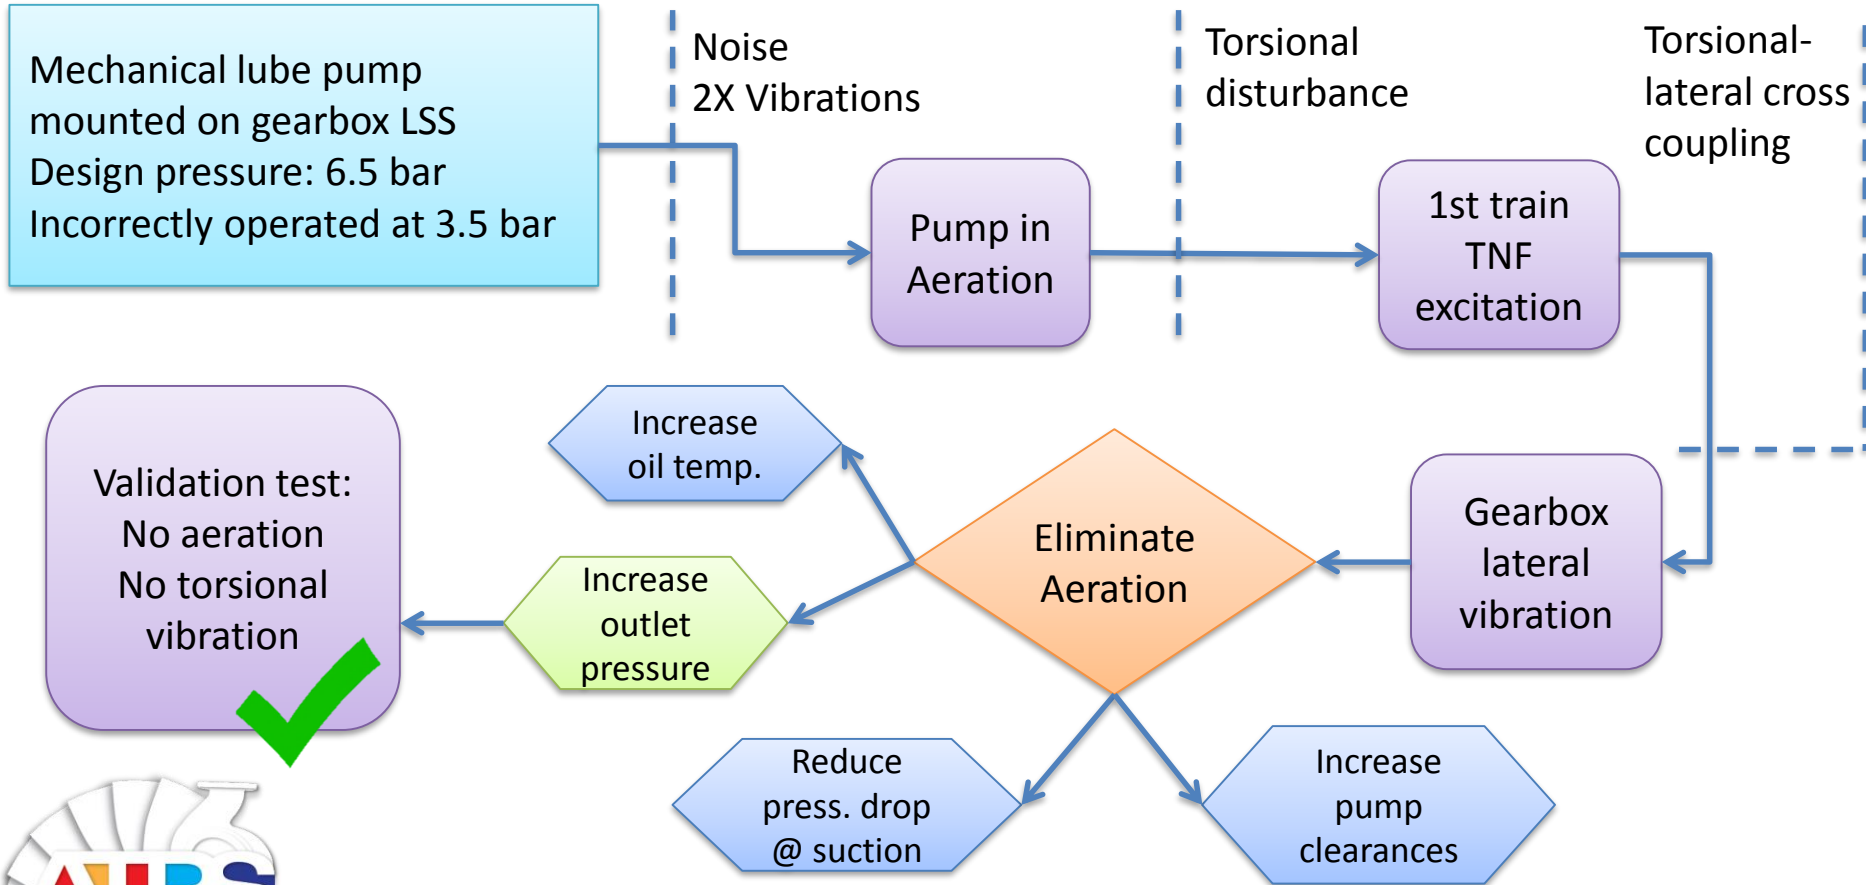 Mechanical lube pump
mounted on gearbox LSS
Design pressure: 6.5 bar
Incorrectly operated at 3.5 bar
Noise
2X Vibrations
Pump in
Aeration
Torsional
disturbance
1st train
TNF
excitation
Torsional-
lateral cross
coupling
Gearbox
lateral
vibration
Eliminate
Aeration
Increase
oil temp.
Increase
outlet
pressure
Reduce
press. drop
@ suction
Increase
pump
clearances
Validation test:
No aeration
No torsional
vibration